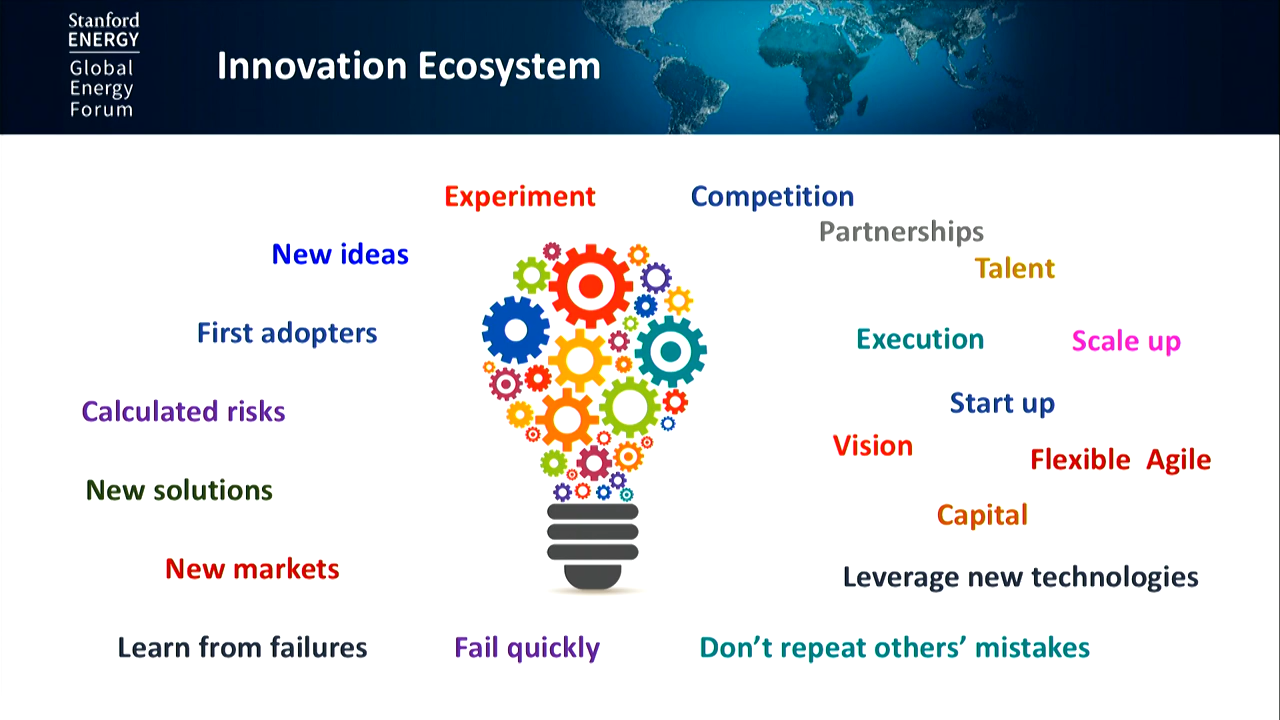 Stanford
ENERGY
Global
Energy
Forum
Innovation Ecosystem
Experiment
Competition
Partnerships
New ideas
Talent
First adopters
Execution
Scale up
Calculated risks
Start up
Vision
Flexible  Agile
New solutions
Capital
New markets
Leverage new technologies
Learn from failures
Fail quickly
Don’t repeat others’ mistakes